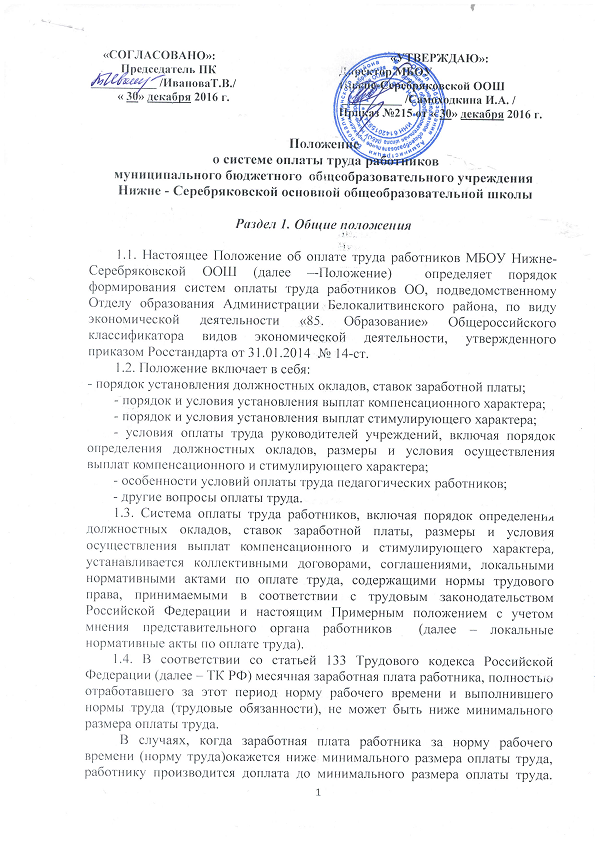 «СОГЛАСОВАНО»: «УТВЕРЖДАЮ»:
Председатель ПК Директор МБОУ
/ИвановаТ.В./ Нижне-Серебряковской ООШ
« 30» декабря 2016 г. /Самоходкина И.А. /
Приказ №215 от «30» декабря 2016 г.
Положение
о системе оплаты труда работников
муниципального бюджетного общеобразовательного учреждения
Нижне - Серебряковской основной общеобразовательной школы
Раздел 1. Общие положения
1.1. Настоящее Положение об оплате труда работников МБОУ Нижне-
Серебряковской ООШ (далее –-Положение) определяет порядок
формирования систем оплаты труда работников ОО, подведомственному
Отделу образования Администрации Белокалитвинского района, по виду
экономической деятельности «85. Образование» Общероссийского
классификатора видов экономической деятельности, утвержденного
приказом Росстандарта от 31.01.2014 № 14-ст.
1.2. Положение включает в себя:
- порядок установления должностных окладов, ставок заработной платы;
- порядок и условия установления выплат компенсационного характера;
- порядок и условия установления выплат стимулирующего характера;
- условия оплаты труда руководителей учреждений, включая порядок
определения должностных окладов, размеры и условия осуществления
выплат компенсационного и стимулирующего характера;
- особенности условий оплаты труда педагогических работников;
- другие вопросы оплаты труда.
1.3. Система оплаты труда работников, включая порядок определения
должностных окладов, ставок заработной платы, размеры и условия
осуществления выплат компенсационного и стимулирующего характера,
устанавливается коллективными договорами, соглашениями, локальными
нормативными актами по оплате труда, содержащими нормы трудового
права, принимаемыми в соответствии с трудовым законодательством
Российской Федерации и настоящим Примерным положением с учетом
мнения представительного органа работников (далее – локальные
нормативные акты по оплате труда).
1.4. В соответствии со статьей 133 Трудового кодекса Российской
Федерации (далее – ТК РФ) месячная заработная плата работника, полностью
отработавшего за этот период норму рабочего времени и выполнившего
нормы труда (трудовые обязанности), не может быть ниже минимального
размера оплаты труда.
В случаях, когда заработная плата работника за норму рабочего
времени (норму труда)окажется ниже минимального размера оплаты труда,
работнику производится доплата до минимального размера оплаты труда.
1